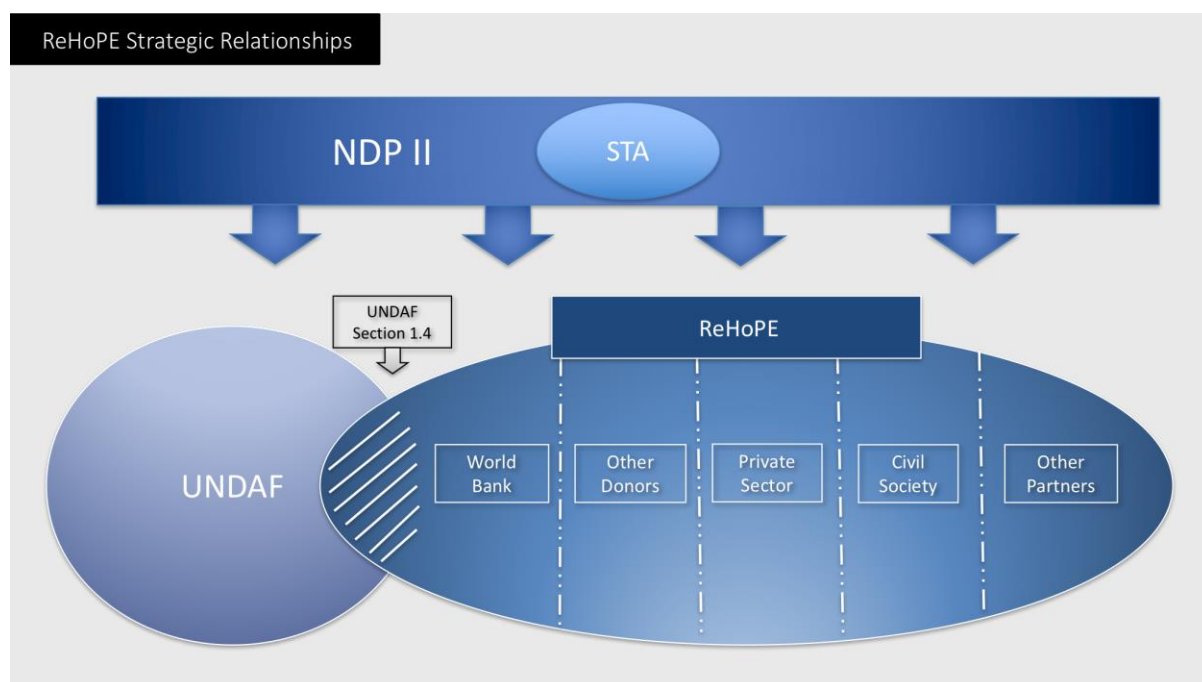 ReHoPE Strategic Relationships
NDP II
STA
UNDAF
Section 1.4
ReHoPE
UNDAF
World
Bank
Other
Donors
Private
Sector
Civil
Society
Other
Partners